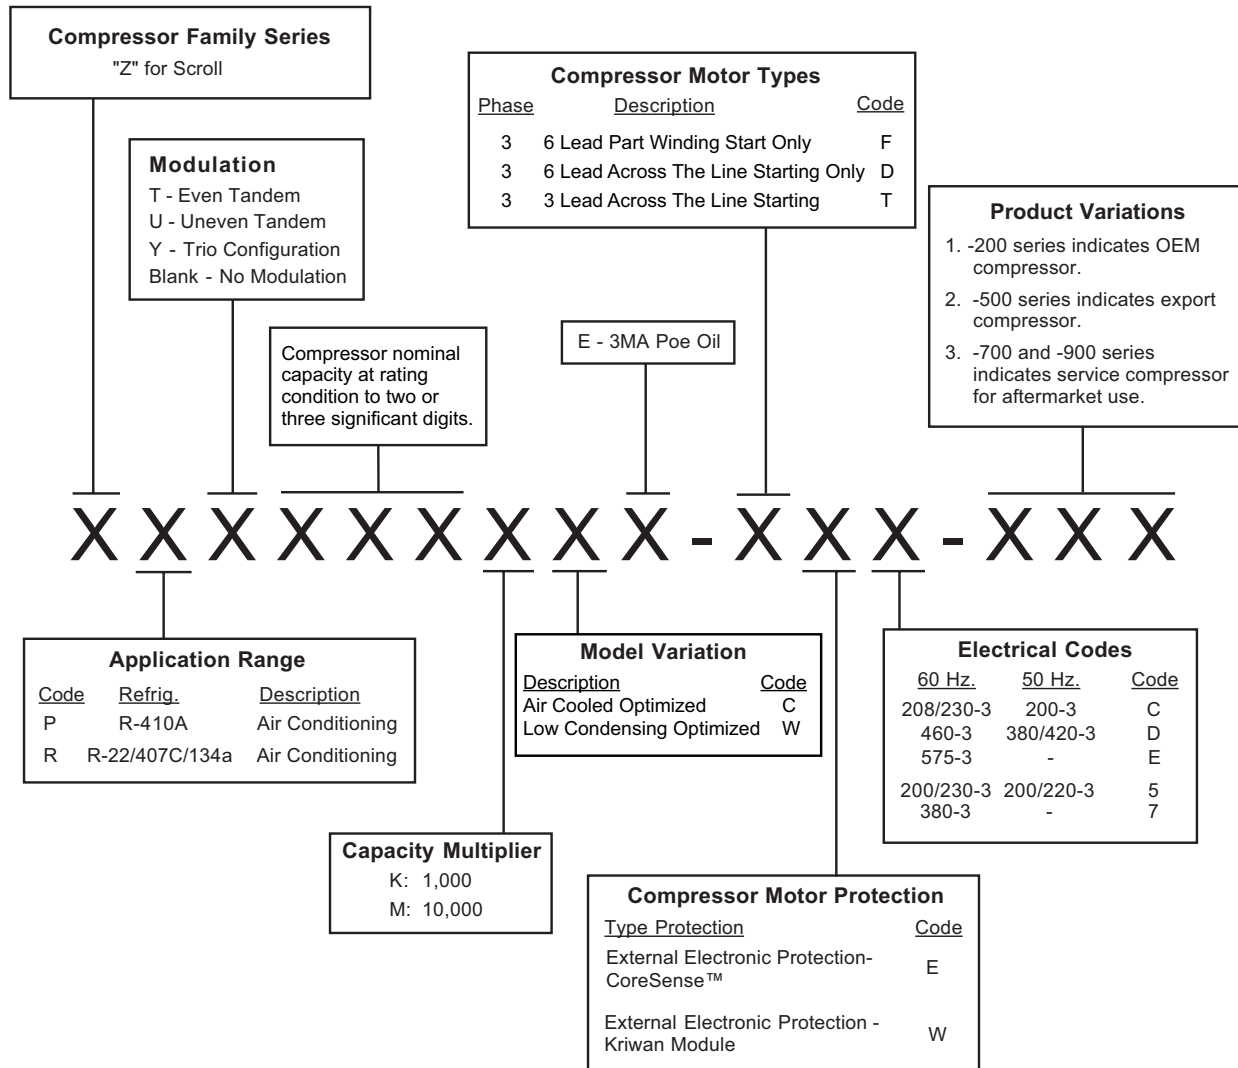 Compressor Family Series
"Z" for Scroll
Modulation
T - Even Tandem
U - Uneven Tandem
Y - Trio Configuration
Blank - No Modulation
Compressor nominal
capacity at rating
condition to two or
three significant digits.
Compressor Motor Types
Phase Description Code
3 6 Lead Part Winding Start Only F
3 6 Lead Across The Line Starting Only D
3 3 Lead Across The Line Starting T
E - 3MA Poe Oil
Product Variations
1. -200 series indicates OEM
compressor.
2. -500 series indicates export
compressor.
3. -700 and -900 series
indicates service compressor
for aftermarket use.
X X X X X X X X X - X X X - X X X
Application Range
Code Refrig. Description
P R-410A Air Conditioning
R R-22/407C/134a Air Conditioning
Capacity Multiplier
K: 1,000
M: 10,000
Model Variation
Description Code
Air Cooled Optimized C
Low Condensing Optimized W
Compressor Motor Protection
Type Protection Code
External Electronic Protection-
CoreSense™ E
External Electronic Protection -
Kriwan Module W
Electrical Codes
60 Hz. 50 Hz. Code
208/230-3 200-3 C
460-3 380/420-3 D
575-3 - E
200/230-3 200/220-3 5
380-3 - 7